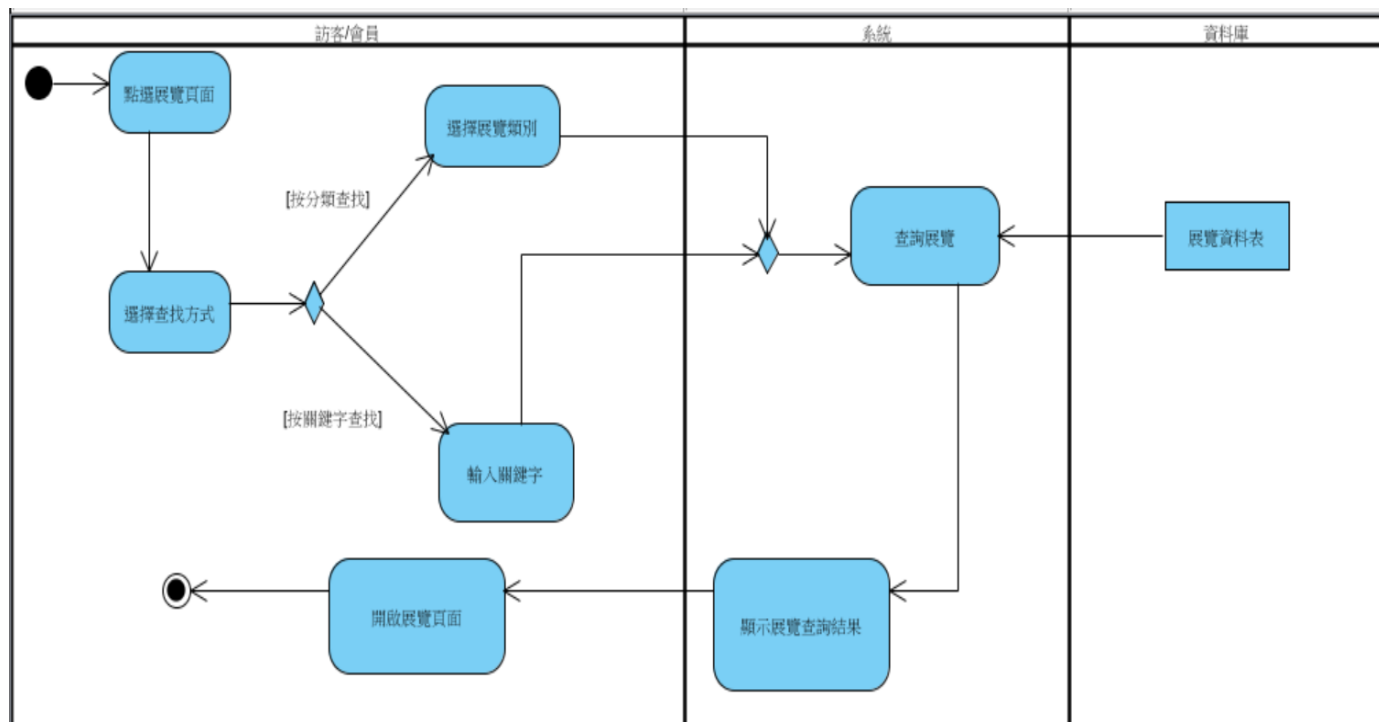 訪客/會員
系統
資料庫
點選展覽頁面
選擇展覽類別
[按分類查找]
查詢展覽
展覽資料表
選擇查找方式
[按關鍵字查找]
輸入關鍵字
開啟展覽頁面
顯示展覽查詢結果